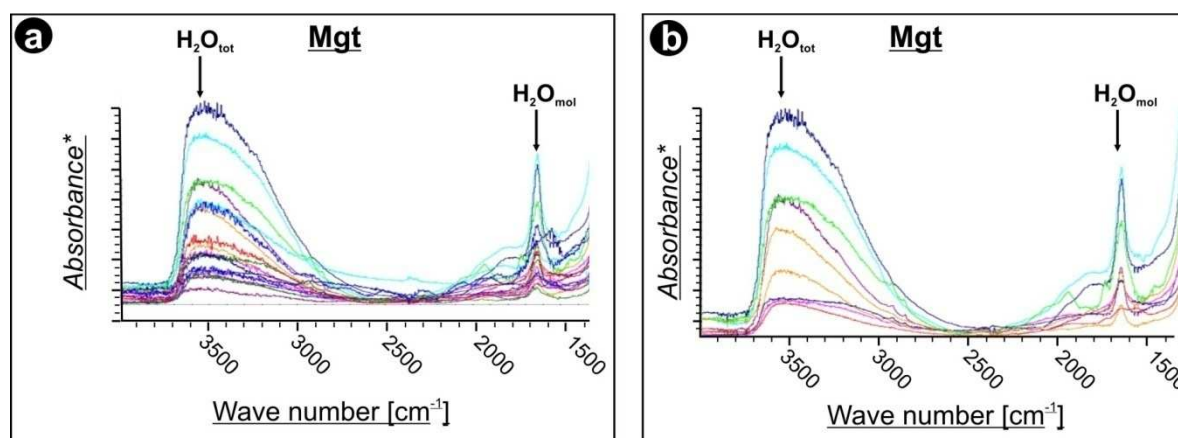 a
Mgt
H₂Oₜₒₜ
H₂Oₘₒₗ
Absorbance*
3500
3000
2500
2000
1500
Wave number [cm⁻¹]
b
Mgt
H₂Oₜₒₜ
H₂Oₘₒₗ
Absorbance*
3500
3000
2500
2000
1500
Wave number [cm⁻¹]